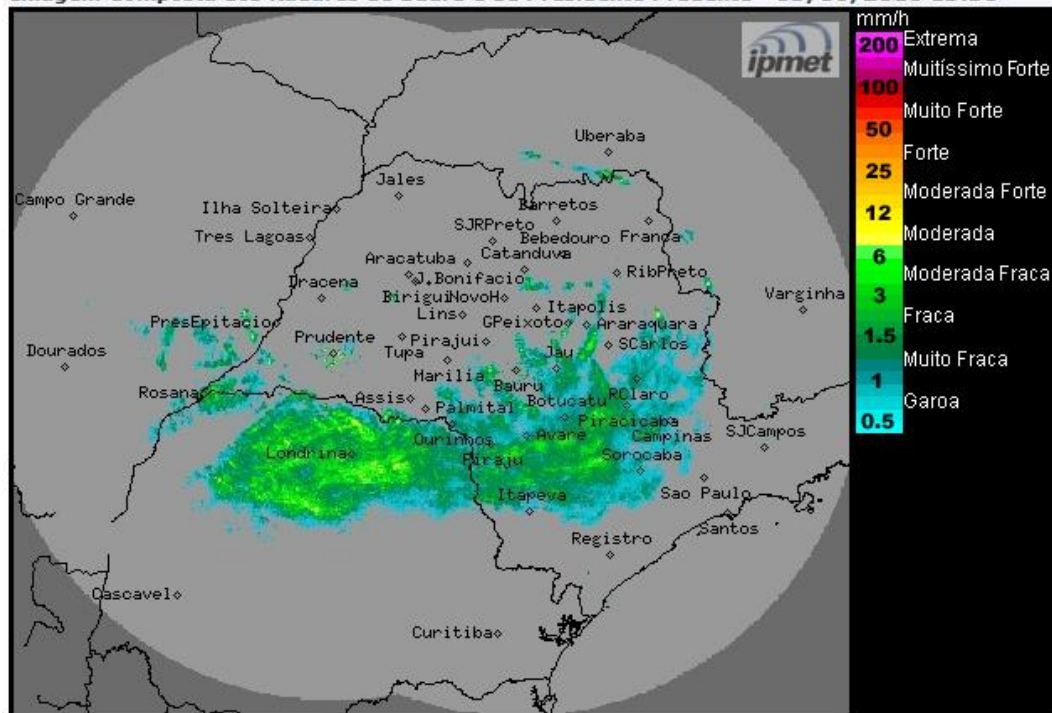 mm/h
200 Extrema
Muitíssimo Forte
100
Muito Forte
50
Forte
25
Moderada Forte
12
Moderada
6
Moderada Fraca
3
Fraca
1.5
Muito Fraca
1
Garoa
0.5
ipmet
Uberaba
Jales
Campo Grande
Ilha Solteira
Barretos
SJRPreto
Tres Lagoas
Bebedouro
Franca
Aracatuba
Catanduva
J.Bonifacio
RibPreto
Dracena
Birigui
NovoH
Itapolis
Varginha
Lins
PresEpitacio
GPeixoto
Araraquara
Prudente
Pirajui
SCarlos
Dourados
Tupa
Jau
Marilia
Bauru
Rosana
Assis
Palmital
Botucatu
RClaro
Piracicaba
Ourinhos
Avare
Campinas
SJCampos
Londrina
Piraju
Sorocaba
Itapeva
Sao Paulo
Santos
Registro
Cascavel
Curitiba